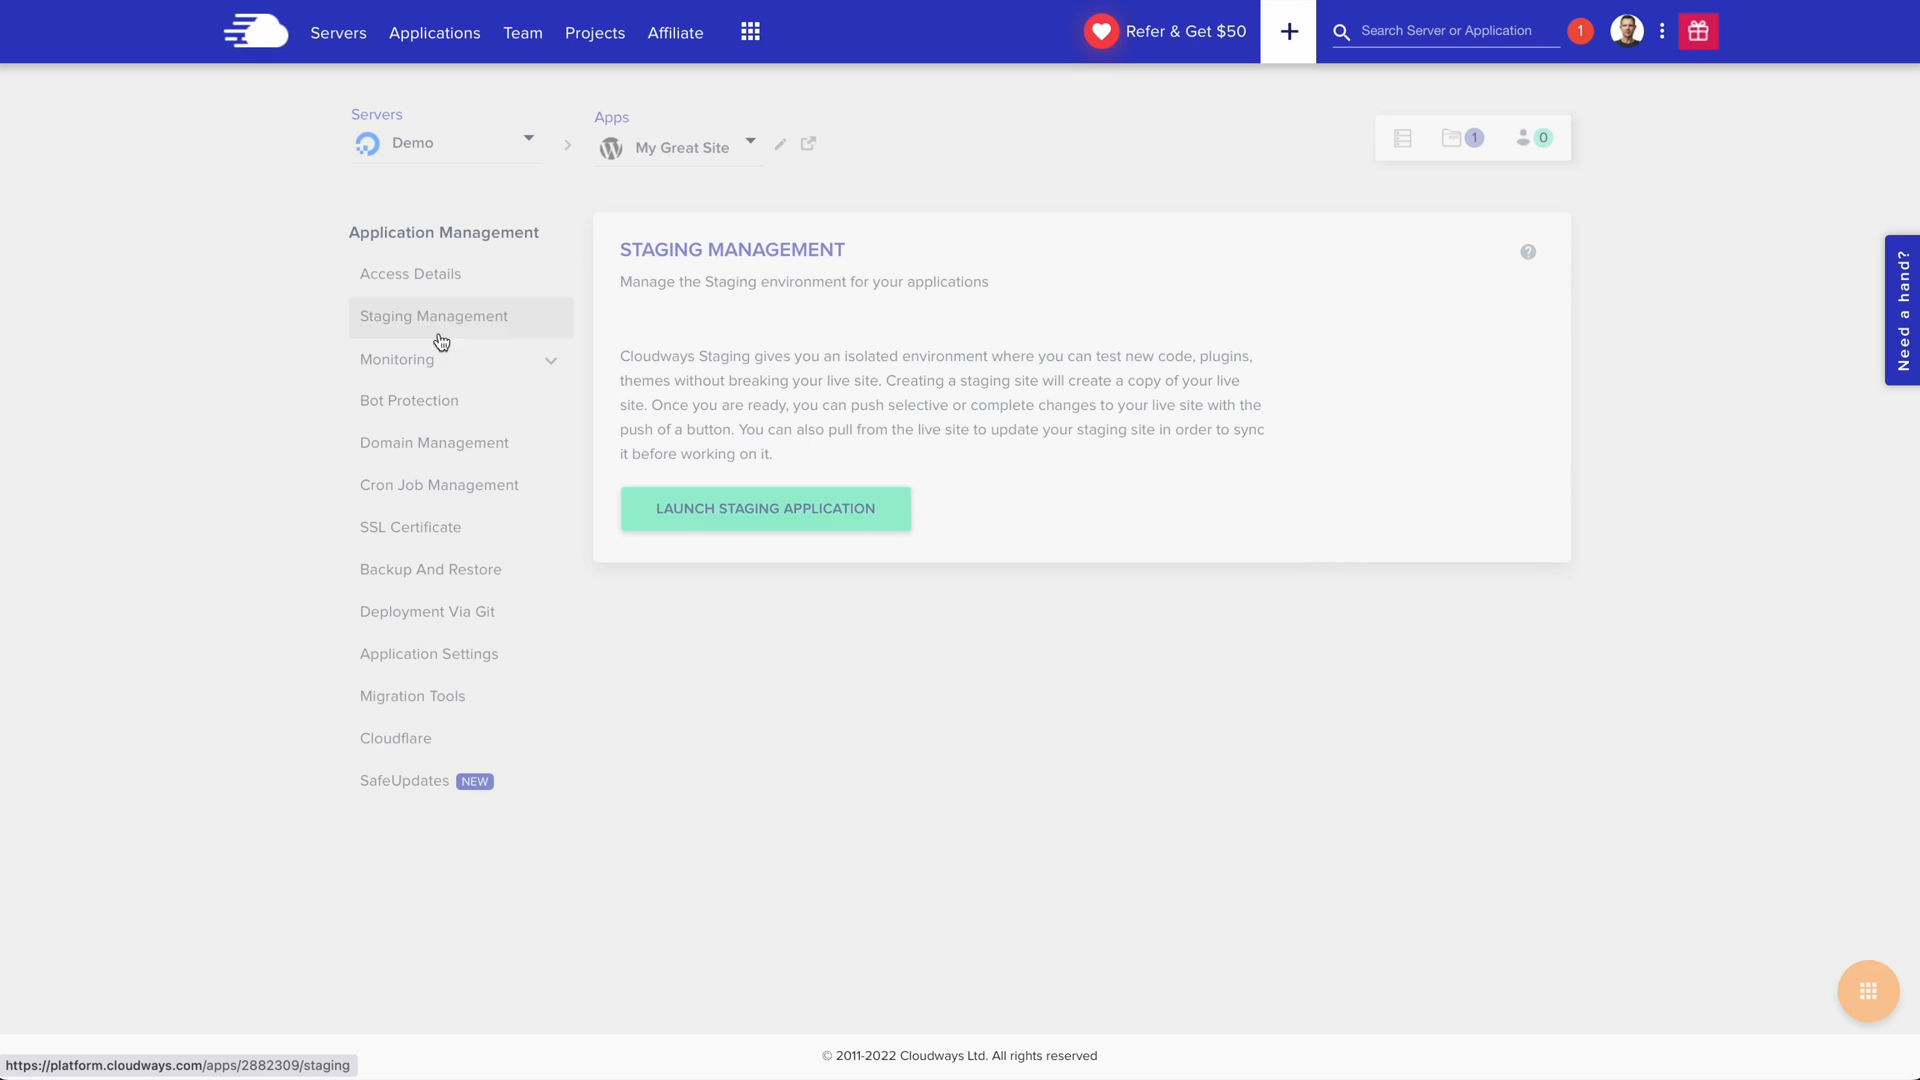 Servers Applications Team Projects Affiliate
Refer & Get $50
+
Search Server or Application
1
Servers
Demo
Apps
My Great Site
1
0
Application Management
Access Details
Staging Management
Monitoring
Bot Protection
Domain Management
Cron Job Management
SSL Certificate
Backup And Restore
Deployment Via Git
Application Settings
Migration Tools
Cloudflare
SafeUpdates NEW
STAGING MANAGEMENT
?
Manage the Staging environment for your applications
Cloudways Staging gives you an isolated environment where you can test new code, plugins,
themes without breaking your live site. Creating a staging site will create a copy of your live
site. Once you are ready, you can push selective or complete changes to your live site with the
push of a button. You can also pull from the live site to update your staging site in order to sync
it before working on it.
LAUNCH STAGING APPLICATION
Need a hand?
© 2011-2022 Cloudways Ltd. All rights reserved
https://platform.cloudways.com/apps/2882309/staging